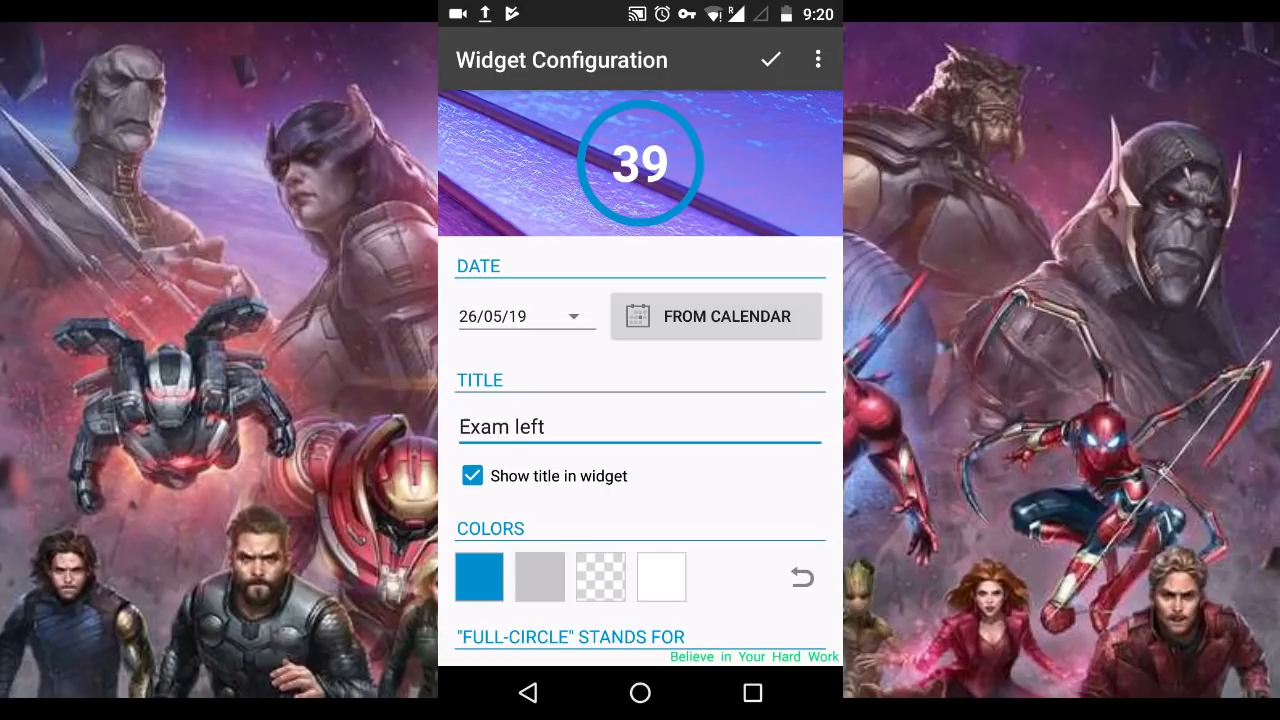 R 9:20
Widget Configuration
39
DATE
26/05/19
FROM CALENDAR
TITLE
Exam left
Show title in widget
COLORS
"FULL-CIRCLE" STANDS FOR
Believe in Your Hard Work